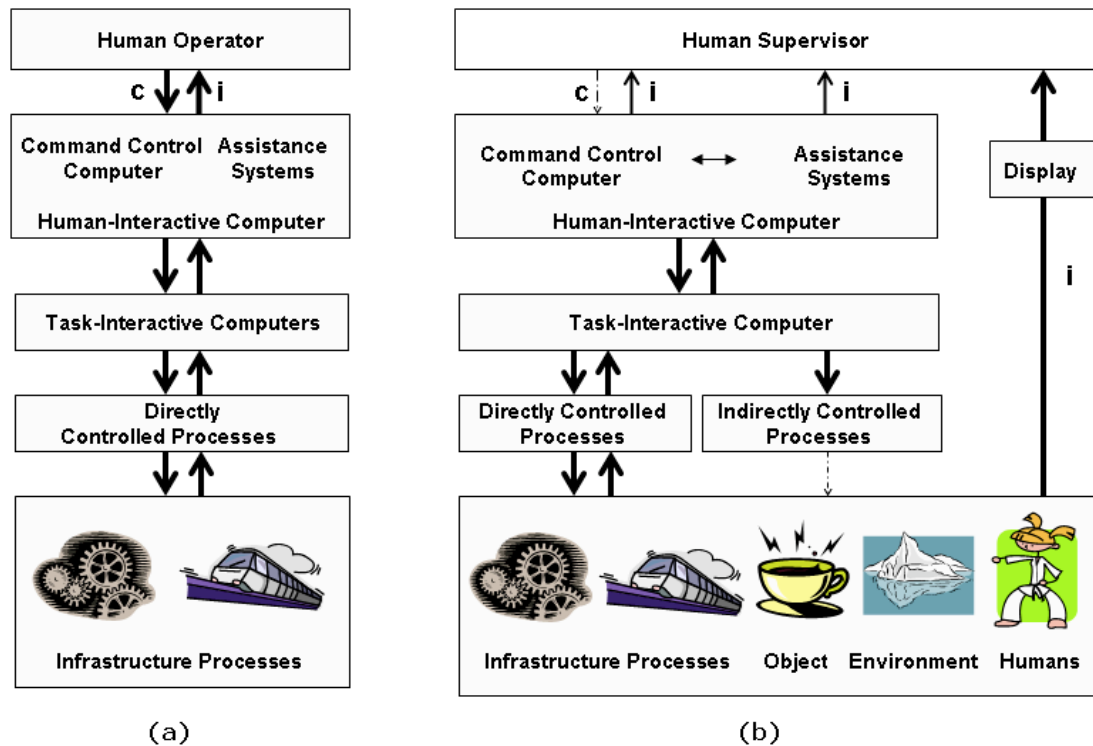 Human Operator
c
i
Command Control
Computer
Assistance
Systems
Human-Interactive Computer
Task-Interactive Computers
Directly
Controlled Processes
Infrastructure Processes
(a)
Human Supervisor
c
i
i
Command Control
Computer
Assistance
Systems
Human-Interactive Computer
Display
i
Task-Interactive Computer
Directly Controlled
Processes
Indirectly Controlled
Processes
Infrastructure Processes
Object
Environment
Humans
(b)